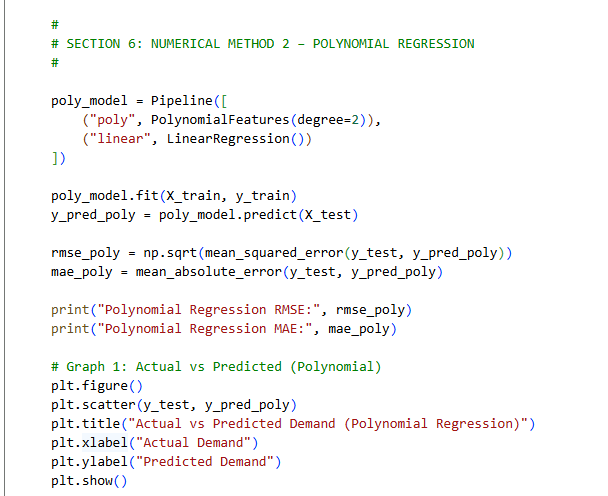 #
# SECTION 6: NUMERICAL METHOD 2 – POLYNOMIAL REGRESSION
#
poly_model = Pipeline([
    ("poly", PolynomialFeatures(degree=2)),
    ("linear", LinearRegression())
])
poly_model.fit(X_train, y_train)
y_pred_poly = poly_model.predict(X_test)
rmse_poly = np.sqrt(mean_squared_error(y_test, y_pred_poly))
mae_poly = mean_absolute_error(y_test, y_pred_poly)
print("Polynomial Regression RMSE:", rmse_poly)
print("Polynomial Regression MAE:", mae_poly)
# Graph 1: Actual vs Predicted (Polynomial)
plt.figure()
plt.scatter(y_test, y_pred_poly)
plt.title("Actual vs Predicted Demand (Polynomial Regression)")
plt.xlabel("Actual Demand")
plt.ylabel("Predicted Demand")
plt.show()